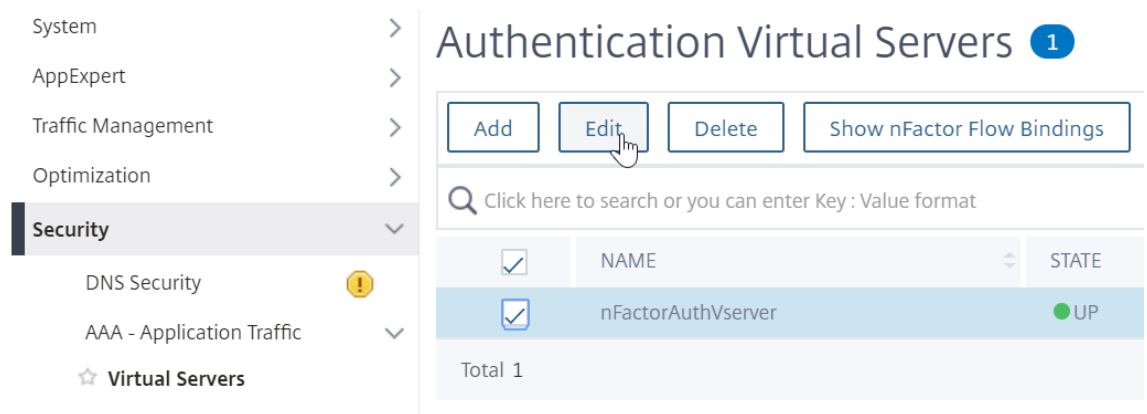 System
AppExpert
Traffic Management
Optimization
Security
DNS Security
AAA - Application Traffic
Virtual Servers
Authentication Virtual Servers 1
Add Edit Delete Show nFactor Flow Bindings
Click here to search or you can enter Key : Value format
NAME STATE
nFactorAuthVserver UP
Total 1